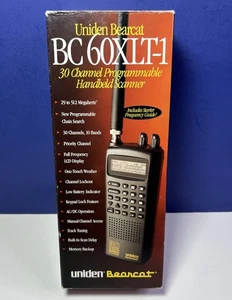 Uniden Bearcat
BC 60XLT-1
30 Channel Programmable
Handheld Scanner
Includes Starter
Frequency Guide!
• 29 to 512 Megahertz
• New Programmable
Chain Search
• 30 Channels, 10 Bands
• Priority Channel
• Full Frequency
LCD Display
• One-Touch Weather
• Channel Lockout
• Low Battery Indicator
• Keypad Lock Feature
• AC/DC Operation
• Manual Channel Access
• Track Tuning
• Built-In Scan Delay
• Memory Backup
uniden Bearcat